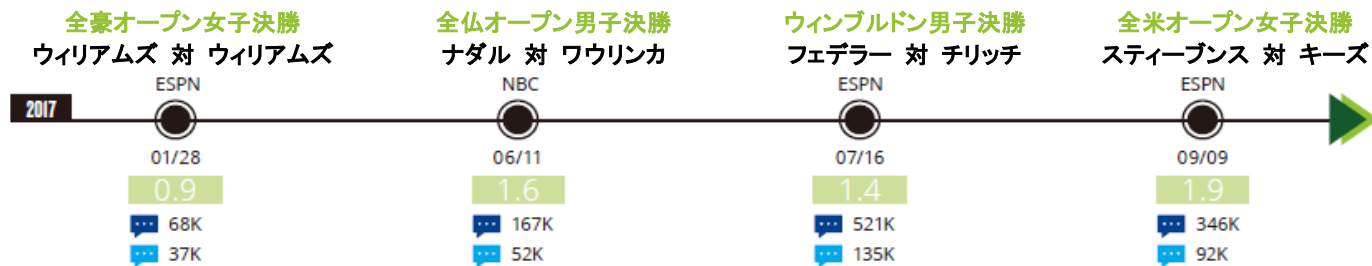 全豪オープン女子決勝 全仏オープン男子決勝 ウィンブルドン男子決勝 全米オープン女子決勝
ウィリアムズ 対 ウィリアムズ ナダル 対 ワウリンカ フェデラー 対 チリッチ スティーブンス 対 キーズ
ESPN NBC ESPN ESPN
2017
01/28 06/11 07/16 09/09
0.9 1.6 1.4 1.9
68K 167K 521K 346K
37K 52K 135K 92K